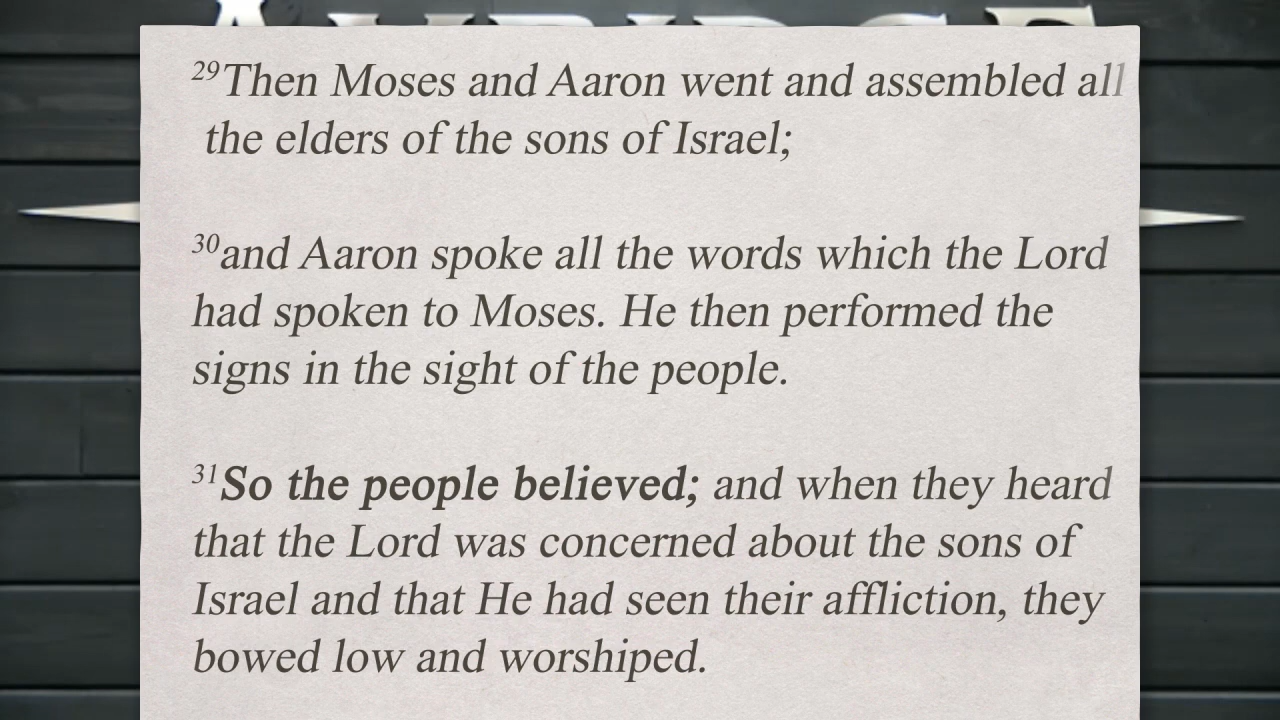 29Then Moses and Aaron went and assembled all
the elders of the sons of Israel;
30and Aaron spoke all the words which the Lord
had spoken to Moses. He then performed the
signs in the sight of the people.
31So the people believed; and when they heard
that the Lord was concerned about the sons of
Israel and that He had seen their affliction, they
bowed low and worshiped.